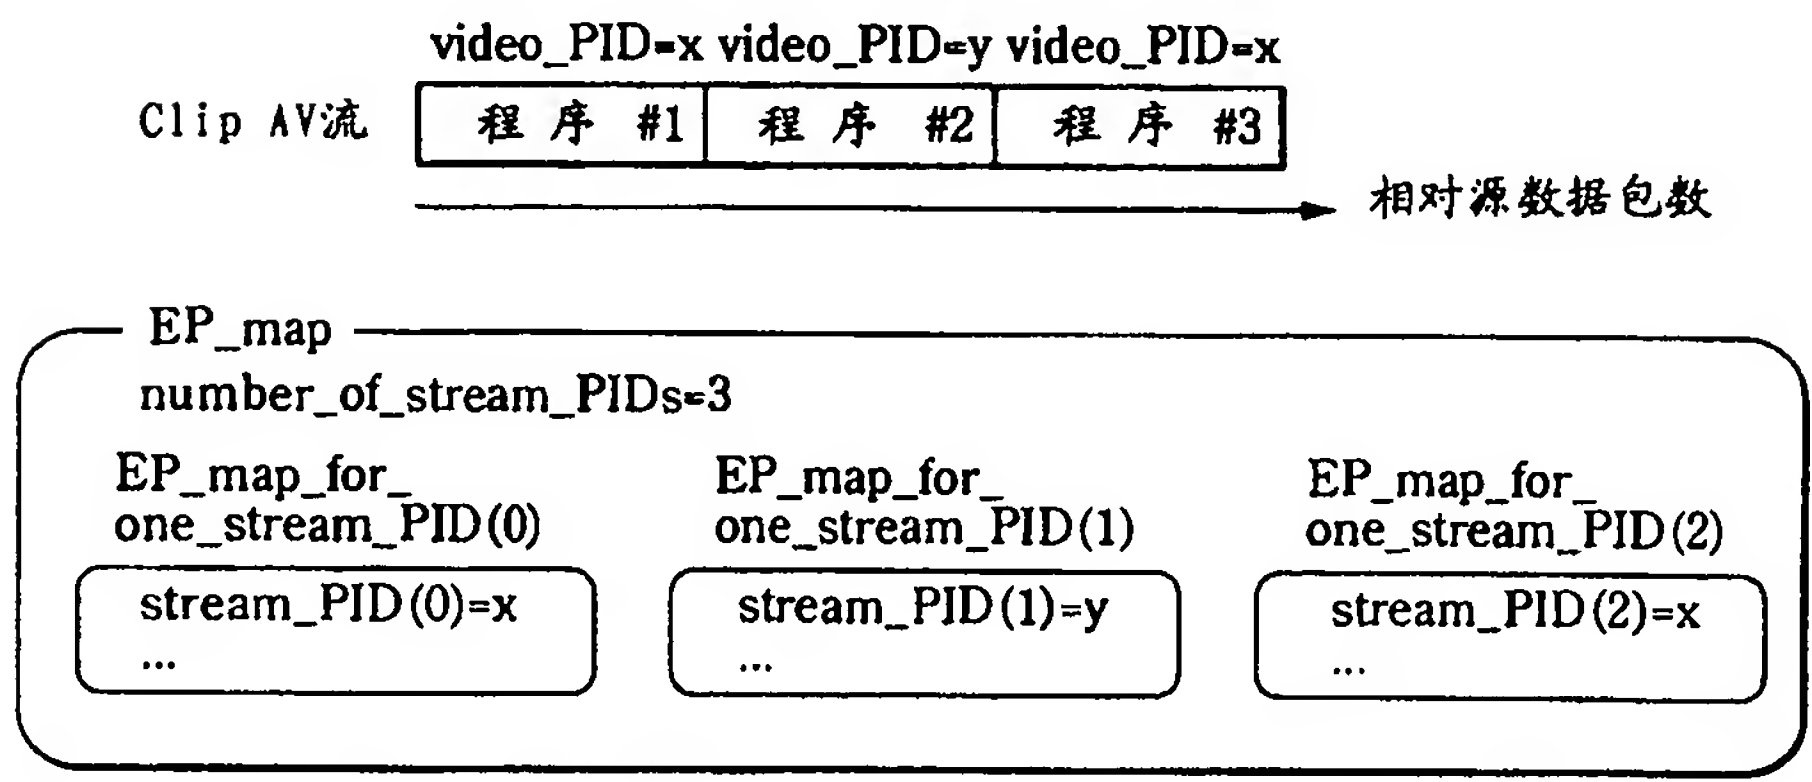 video_PID=x video_PID=y video_PID=x
Clip AV流 程序 #1 程序 #2 程序 #3
相对源数据包数
EP_map
number_of_stream_PIDs=3
EP_map_for_ EP_map_for_ EP_map_for_
one_stream_PID(0) one_stream_PID(1) one_stream_PID(2)
stream_PID(0)=x stream_PID(1)=y stream_PID(2)=x
... ... ...